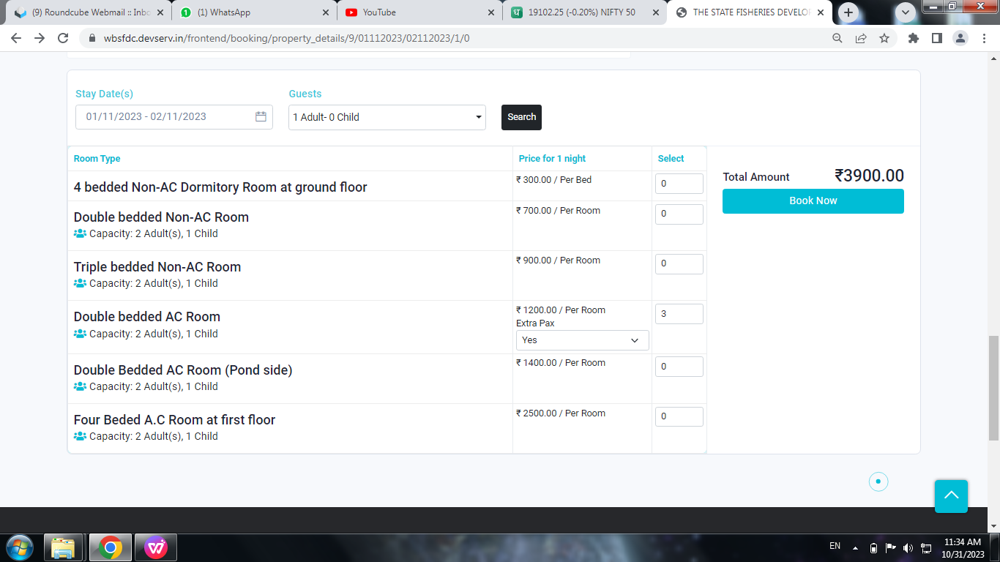 (9) Roundcube Webmail :: Inbo
(1) WhatsApp
YouTube
19102.25 (-0.20%) NIFTY 50
THE STATE FISHERIES DEVELOP
wbsfdc.devserv.in/frontend/booking/property_details/9/01112023/02112023/1/0
Stay Date(s)
Guests
01/11/2023 - 02/11/2023
1 Adult- 0 Child
Search
Room Type
Price for 1 night
Select
4 bedded Non-AC Dormitory Room at ground floor
₹ 300.00 / Per Bed
0
Total Amount
₹3900.00
Book Now
Double bedded Non-AC Room
Capacity: 2 Adult(s), 1 Child
₹ 700.00 / Per Room
0
Triple bedded Non-AC Room
Capacity: 2 Adult(s), 1 Child
₹ 900.00 / Per Room
0
Double bedded AC Room
Capacity: 2 Adult(s), 1 Child
₹ 1200.00 / Per Room
Extra Pax
Yes
3
Double Bedded AC Room (Pond side)
Capacity: 2 Adult(s), 1 Child
₹ 1400.00 / Per Room
0
Four Beded A.C Room at first floor
Capacity: 2 Adult(s), 1 Child
₹ 2500.00 / Per Room
0
EN
11:34 AM
10/31/2023